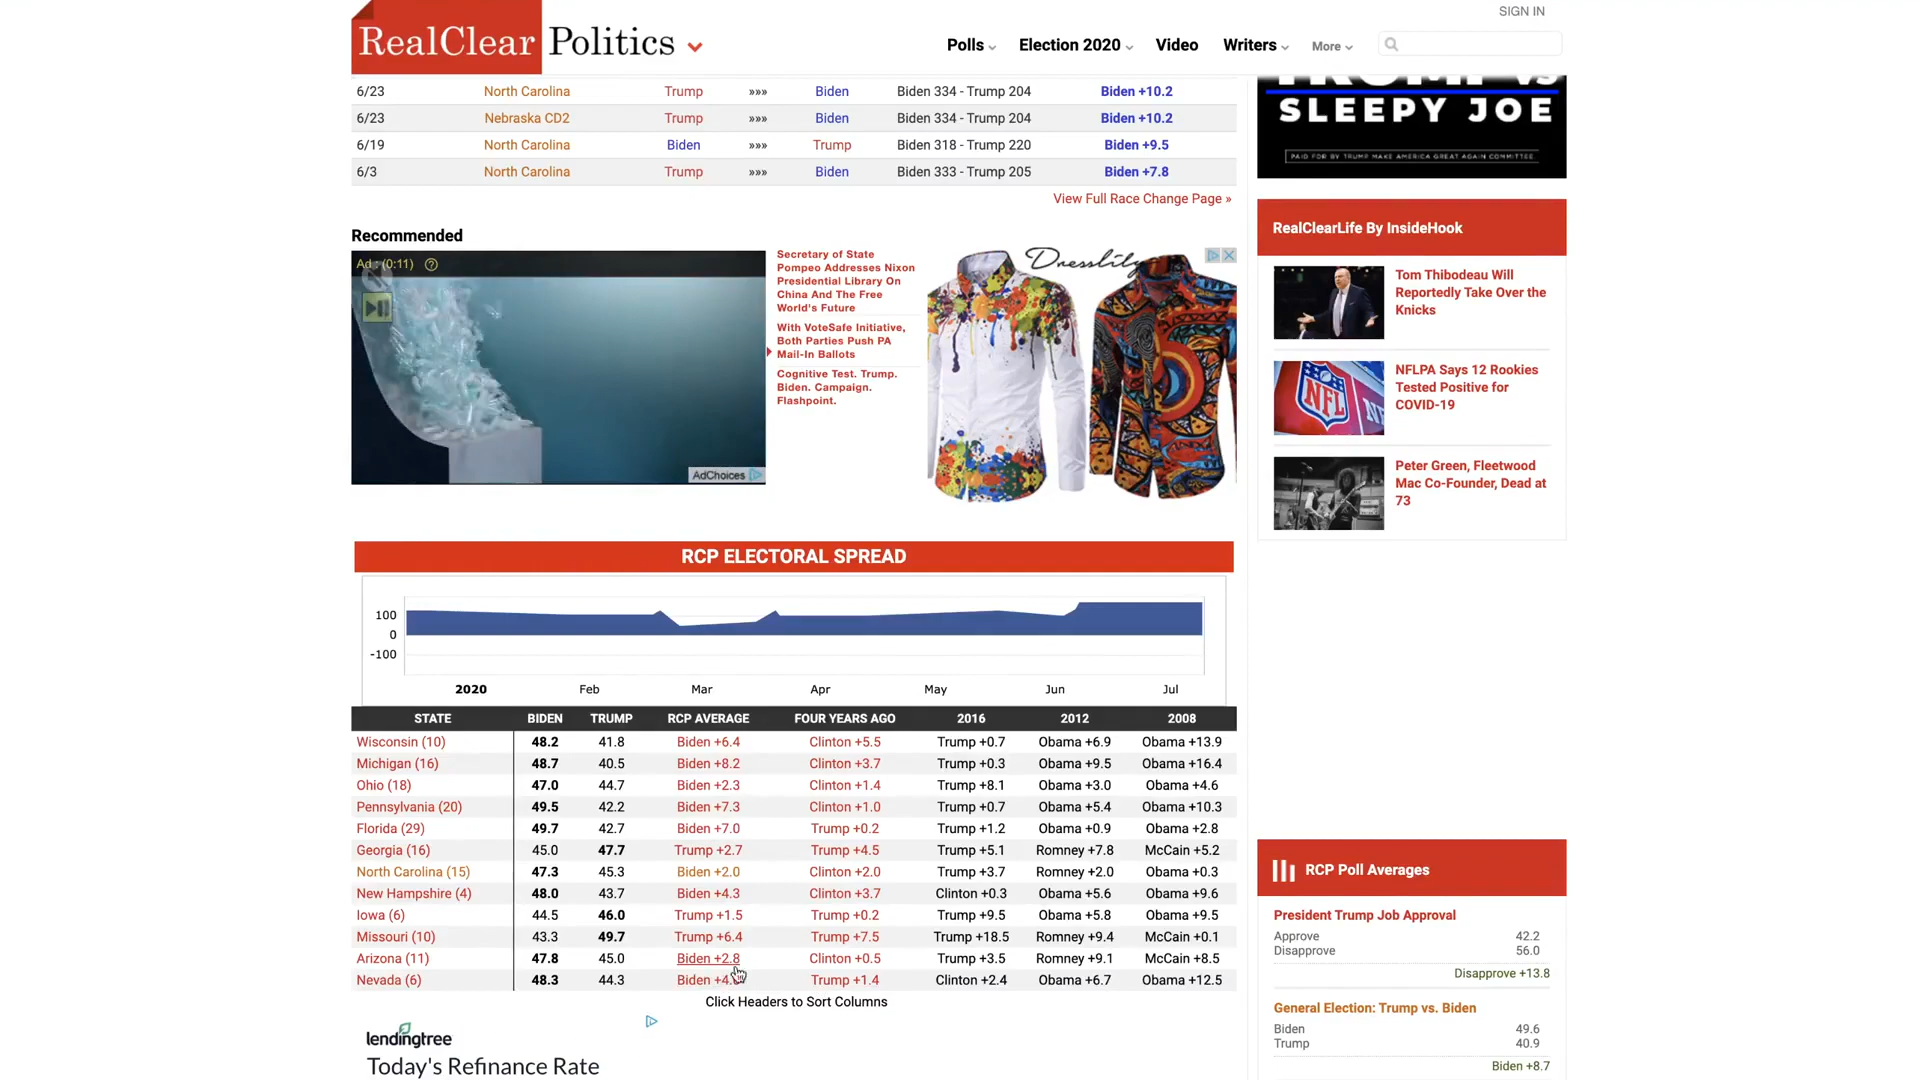 SIGN IN
RealClear Politics
Polls
Election 2020
Video
Writers
More
6/23 North Carolina Trump »»» Biden Biden 334 - Trump 204 Biden +10.2
6/23 Nebraska CD2 Trump »»» Biden Biden 334 - Trump 204 Biden +10.2
6/19 North Carolina Biden »»» Trump Biden 318 - Trump 220 Biden +9.5
6/3 North Carolina Trump »»» Biden Biden 333 - Trump 205 Biden +7.8
View Full Race Change Page »
Recommended
Ad : (0:11)
AdChoices
Secretary of State
Pompeo Addresses Nixon
Presidential Library On
China And The Free
World's Future
With VoteSafe Initiative,
Both Parties Push PA
Mail-In Ballots
Cognitive Test. Trump.
Biden. Campaign.
Flashpoint.
Dresslily
RCP ELECTORAL SPREAD
100
0
-100
2020 Feb Mar Apr May Jun Jul
STATE BIDEN TRUMP RCP AVERAGE FOUR YEARS AGO 2016 2012 2008
Wisconsin (10) 48.2 41.8 Biden +6.4 Clinton +5.5 Trump +0.7 Obama +6.9 Obama +13.9
Michigan (16) 48.7 40.5 Biden +8.2 Clinton +3.7 Trump +0.3 Obama +9.5 Obama +16.4
Ohio (18) 47.0 44.7 Biden +2.3 Clinton +1.4 Trump +8.1 Obama +3.0 Obama +4.6
Pennsylvania (20) 49.5 42.2 Biden +7.3 Clinton +1.0 Trump +0.7 Obama +5.4 Obama +10.3
Florida (29) 49.7 42.7 Biden +7.0 Trump +0.2 Trump +1.2 Obama +0.9 Obama +2.8
Georgia (16) 45.0 47.7 Trump +2.7 Trump +4.5 Trump +5.1 Romney +7.8 McCain +5.2
North Carolina (15) 47.3 45.3 Biden +2.0 Clinton +2.0 Trump +3.7 Romney +2.0 Obama +0.3
New Hampshire (4) 48.0 43.7 Biden +4.3 Clinton +3.7 Clinton +0.3 Obama +5.6 Obama +9.6
Iowa (6) 44.5 46.0 Trump +1.5 Trump +0.2 Trump +9.5 Obama +5.8 Obama +9.5
Missouri (10) 43.3 49.7 Trump +6.4 Trump +7.5 Trump +18.5 Romney +9.4 McCain +0.1
Arizona (11) 47.8 45.0 Biden +2.8 Clinton +0.5 Trump +3.5 Romney +9.1 McCain +8.5
Nevada (6) 48.3 44.3 Biden +4. Trump +1.4 Clinton +2.4 Obama +6.7 Obama +12.5
Click Headers to Sort Columns
lendingtree
Today's Refinance Rate
SLEEPY JOE
PAID FOR BY TRUMP MAKE AMERICA GREAT AGAIN COMMITTEE
RealClearLife By InsideHook
Tom Thibodeau Will
Reportedly Take Over the
Knicks
NFL
NFLPA Says 12 Rookies
Tested Positive for
COVID-19
Peter Green, Fleetwood
Mac Co-Founder, Dead at
73
RCP Poll Averages
President Trump Job Approval
Approve 42.2
Disapprove 56.0
Disapprove +13.8
General Election: Trump vs. Biden
Biden 49.6
Trump 40.9
Biden +8.7